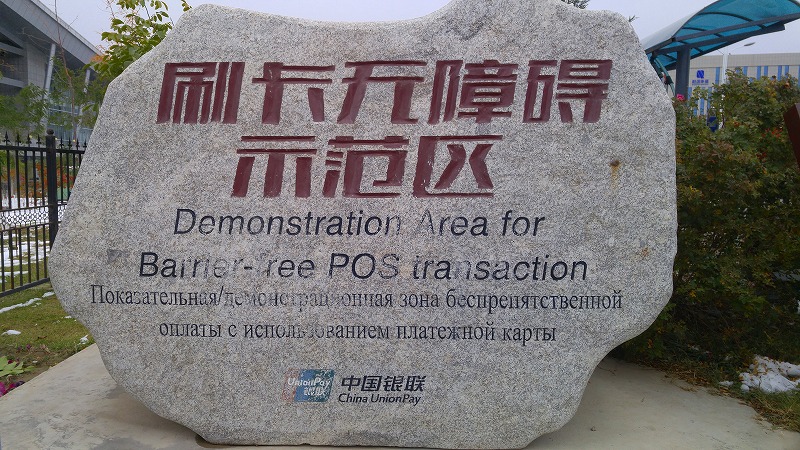 刷卡无障碍
示范区
Demonstration Area for
Barrier-free POS transaction
Показательная/демонстрационная зона беспрепятственной
оплаты с использованием платежной карты
UnionPay
银联
中国银联
China UnionPay